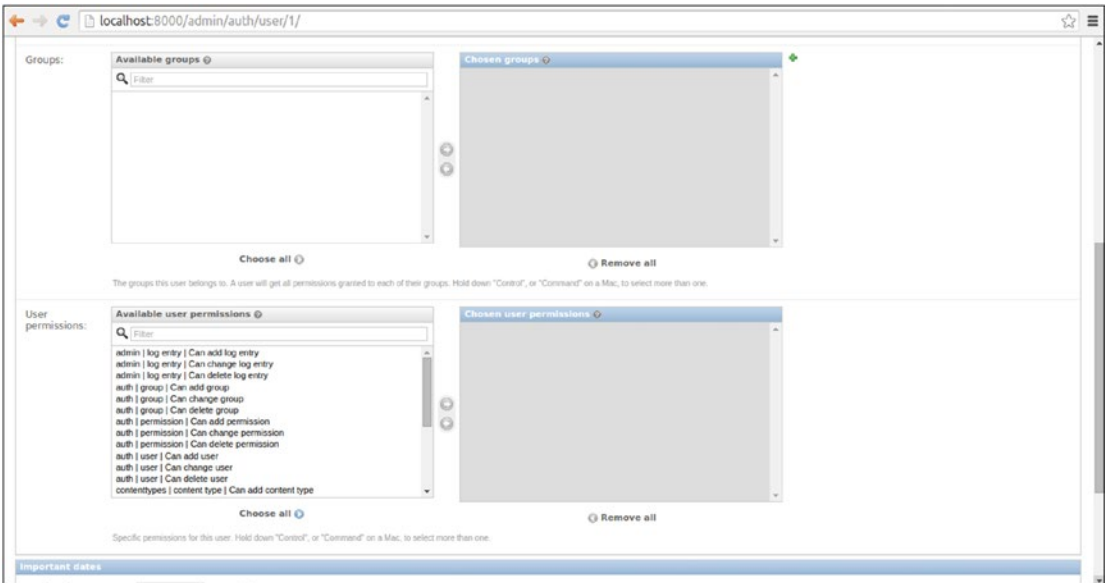 localhost:8000/admin/auth/user/1/
Groups:
Available groups
Filter
Chosen groups
Choose all
Remove all
The groups this user belongs to. A user will get all permissions granted to each of their groups. Hold down "Control", or "Command" on a Mac, to select more than one.
User
permissions:
Available user permissions
Filter
Chosen user permissions
admin | log entry | Can add log entry
admin | log entry | Can change log entry
admin | log entry | Can delete log entry
auth | group | Can add group
auth | group | Can change group
auth | group | Can delete group
auth | permission | Can add permission
auth | permission | Can change permission
auth | permission | Can delete permission
auth | user | Can add user
auth | user | Can change user
auth | user | Can delete user
contenttypes | content type | Can add content type
Choose all
Remove all
Specific permissions for this user. Hold down "Control", or "Command" on a Mac, to select more than one.
Important dates